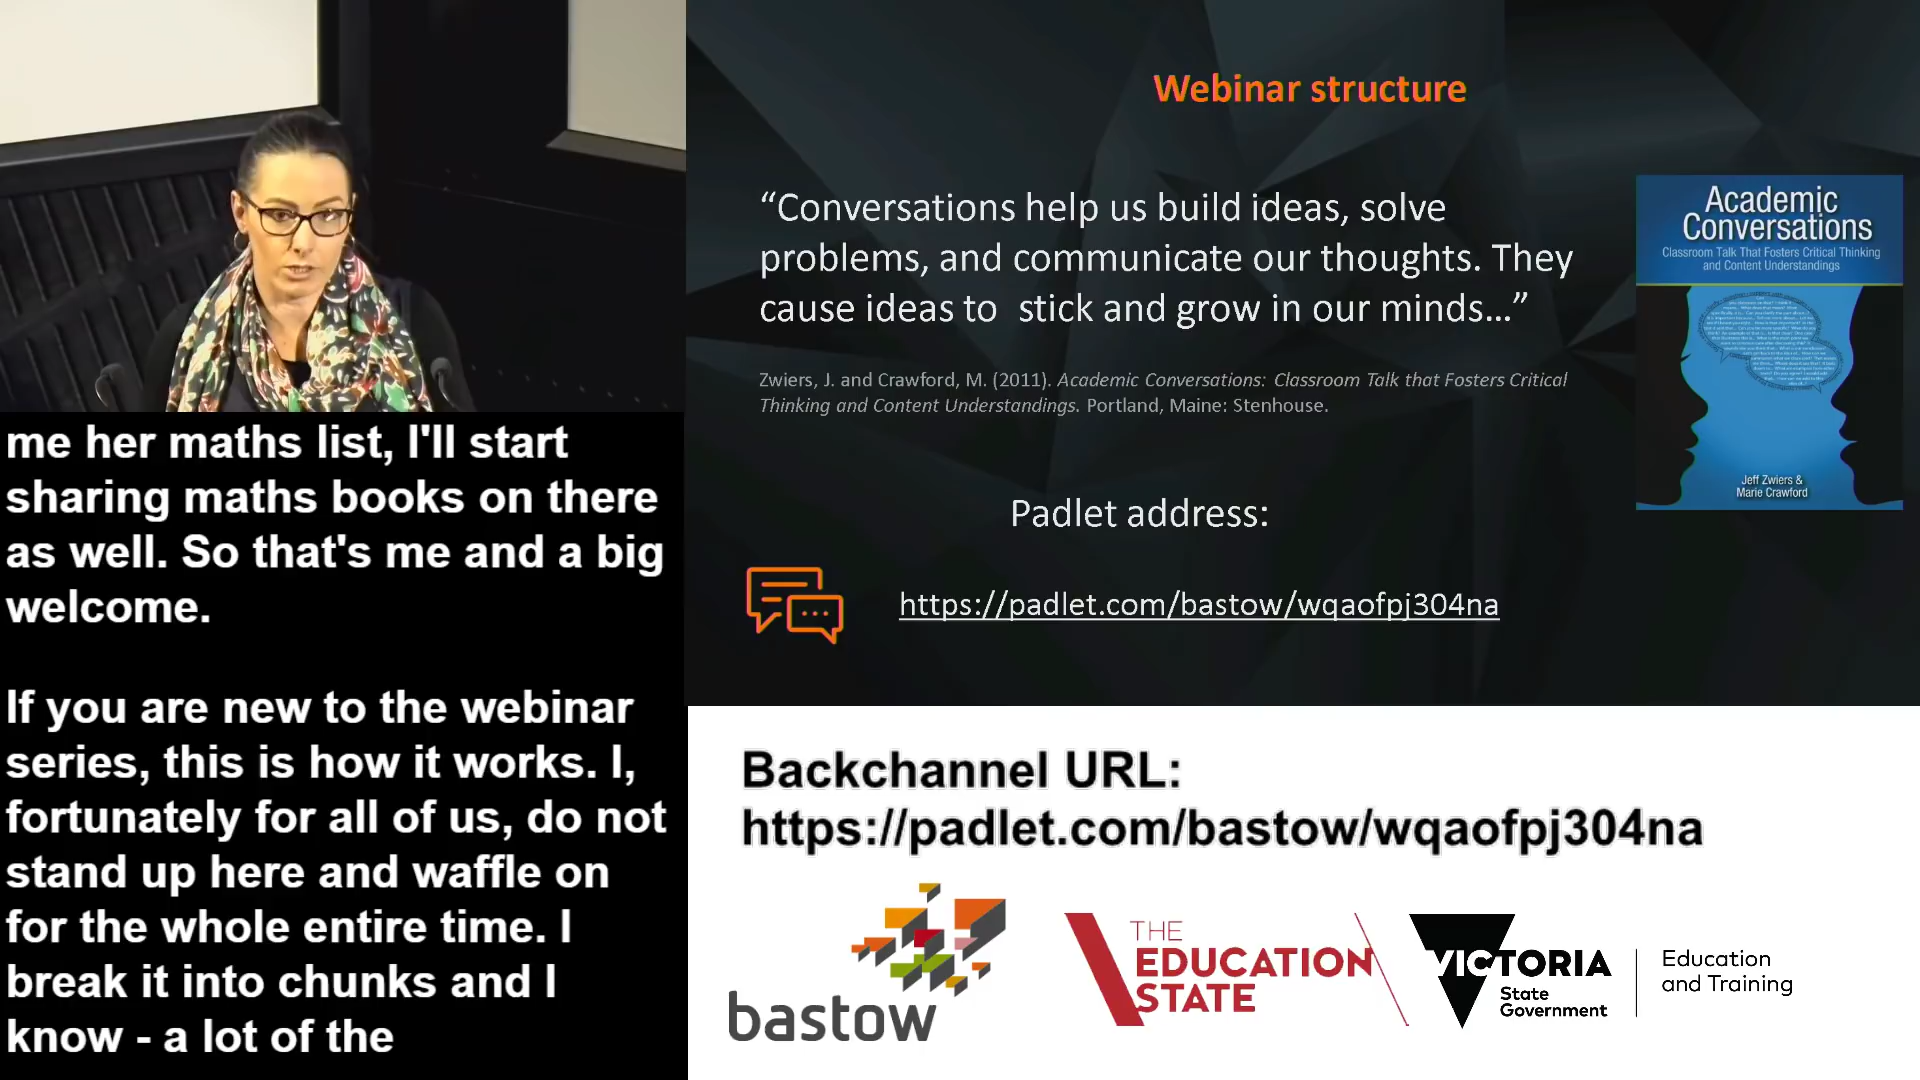 me her maths list, I'll start
sharing maths books on there
as well. So that's me and a big
welcome.
If you are new to the webinar
series, this is how it works. I,
fortunately for all of us, do not
stand up here and waffle on
for the whole entire time. I
break it into chunks and I
know - a lot of the
Webinar structure
“Conversations help us build ideas, solve
problems, and communicate our thoughts. They
cause ideas to stick and grow in our minds…”
Zwiers, J. and Crawford, M. (2011). Academic Conversations: Classroom Talk that Fosters Critical
Thinking and Content Understandings. Portland, Maine: Stenhouse.
Academic
Conversations
Classroom Talk That Fosters Critical Thinking
and Content Understandings
Jeff Zwiers &
Marie Crawford
Padlet address:
https://padlet.com/bastow/wqaofpj304na
Backchannel URL:
https://padlet.com/bastow/wqaofpj304na
bastow
THE
EDUCATION
STATE
VICTORIA
State
Government
Education
and Training